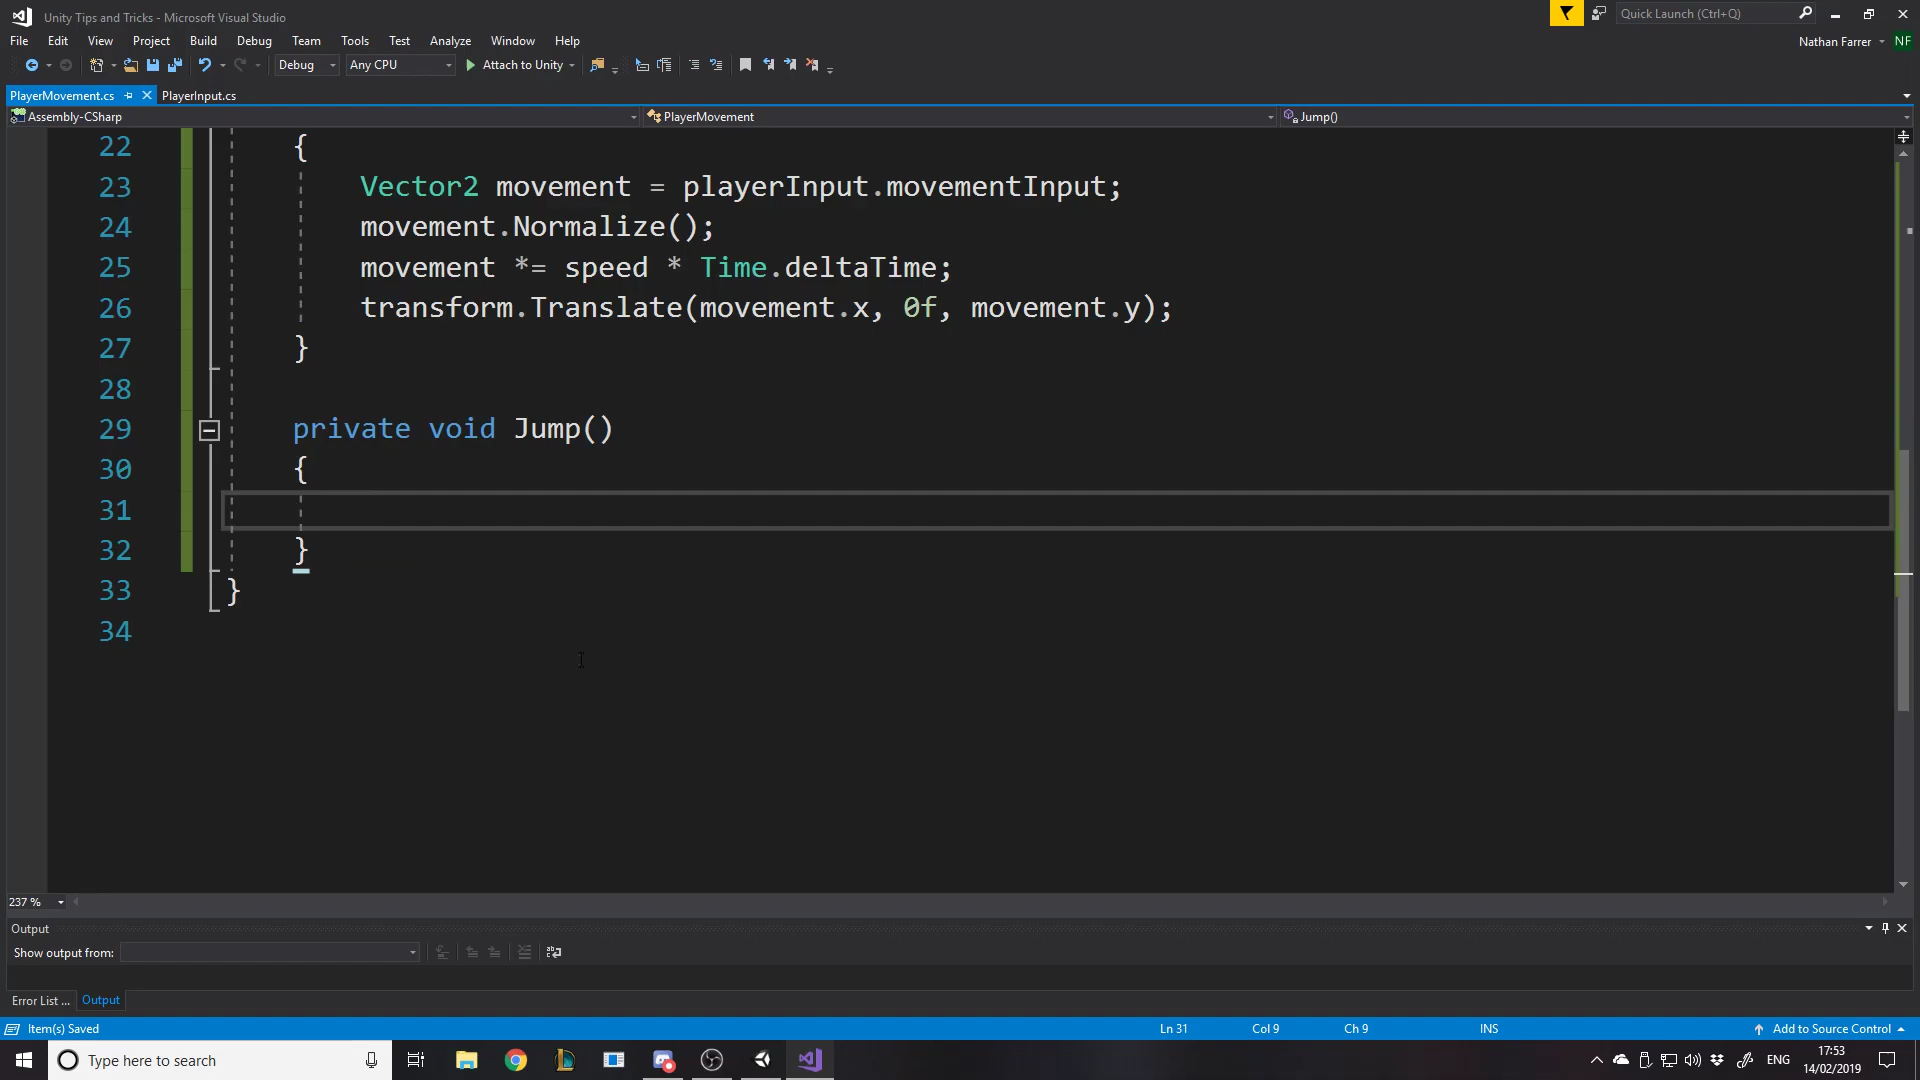 Unity Tips and Tricks - Microsoft Visual Studio
Quick Launch (Ctrl+Q)
File Edit View Project Build Debug Team Tools Test Analyze Window Help
Nathan Farrer NF
Debug Any CPU Attach to Unity
PlayerMovement.cs PlayerInput.cs
Assembly-CSharp PlayerMovement Jump()
22 {
23 Vector2 movement = playerInput.movementInput;
24 movement.Normalize();
25 movement *= speed * Time.deltaTime;
26 transform.Translate(movement.x, 0f, movement.y);
27 }
28
29 private void Jump()
30 {
31
32 }
33 }
34
237 %
Output
Show output from:
Error List ... Output
Item(s) Saved Ln 31 Col 9 Ch 9 INS Add to Source Control
Type here to search
ENG 17:53
14/02/2019